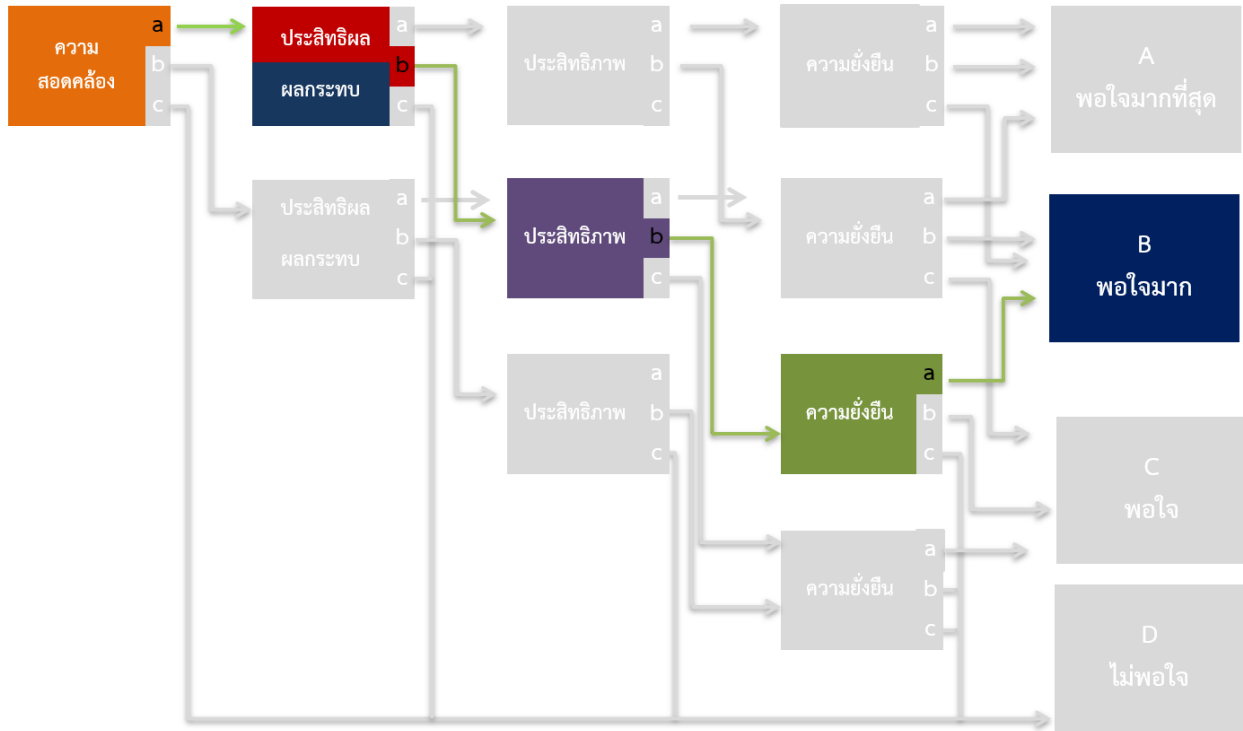 ความ
สอดคล้อง
a
b
c
ประสิทธิผล
ผลกระทบ
a
b
c
ประสิทธิภาพ
a
b
c
ความยั่งยืน
a
b
c
A
พอใจมากที่สุด
ประสิทธิผล
ผลกระทบ
a
b
c
ประสิทธิภาพ
a
b
c
ความยั่งยืน
a
b
c
B
พอใจมาก
ประสิทธิภาพ
a
b
c
ความยั่งยืน
a
b
c
C
พอใจ
ความยั่งยืน
a
b
c
D
ไม่พอใจ